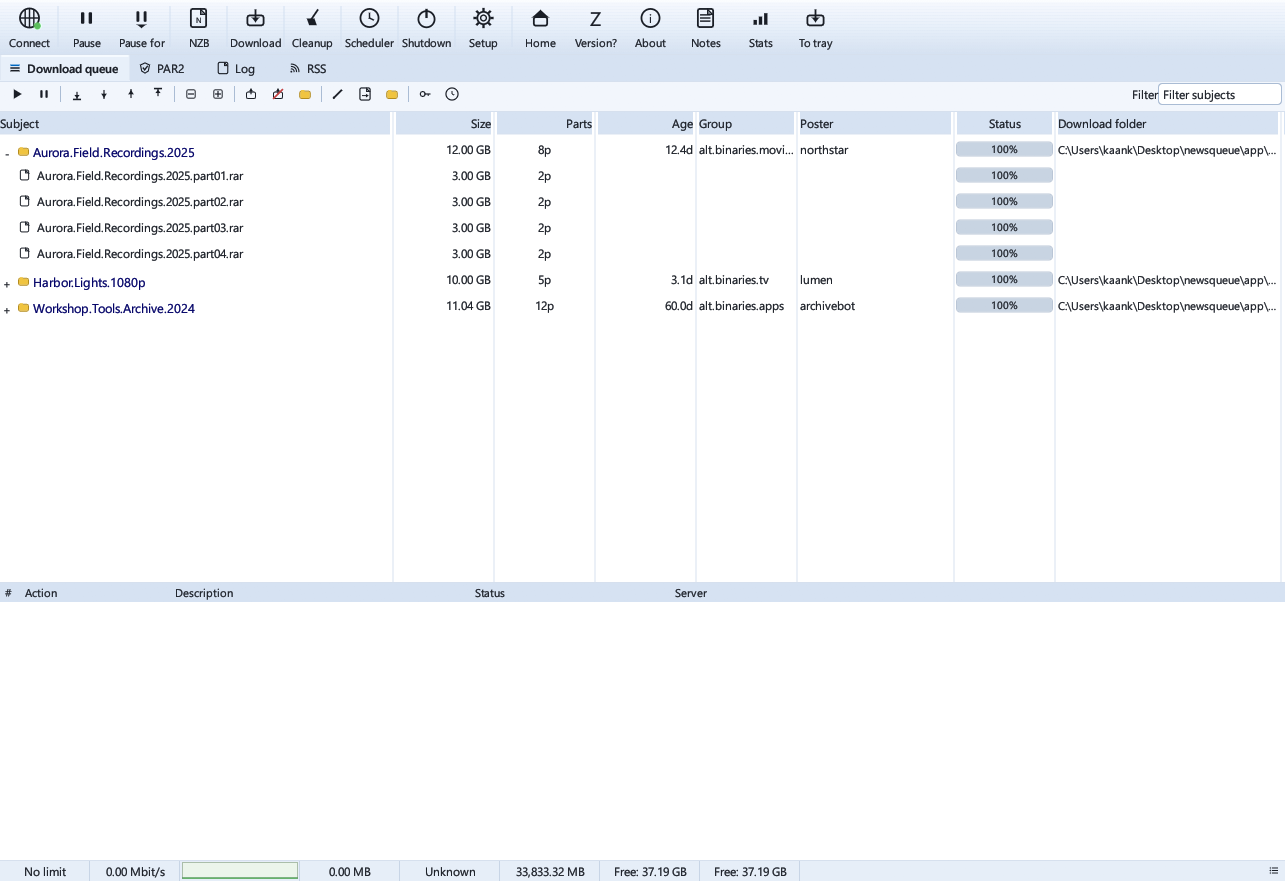 Connect Pause Pause for NZB Download Cleanup Scheduler Shutdown Setup Home Version? About Notes Stats To tray
Download queue PAR2 Log RSS
Filter Filter subjects
Subject Size Parts Age Group Poster Status Download folder
- Aurora.Field.Recordings.2025 12.00 GB 8p 12.4d alt.binaries.movi... northstar 100% C:\Users\kaank\Desktop\newsqueue\app\...
Aurora.Field.Recordings.2025.part01.rar 3.00 GB 2p 100%
Aurora.Field.Recordings.2025.part02.rar 3.00 GB 2p 100%
Aurora.Field.Recordings.2025.part03.rar 3.00 GB 2p 100%
Aurora.Field.Recordings.2025.part04.rar 3.00 GB 2p 100%
+ Harbor.Lights.1080p 10.00 GB 5p 3.1d alt.binaries.tv lumen 100% C:\Users\kaank\Desktop\newsqueue\app\...
+ Workshop.Tools.Archive.2024 11.04 GB 12p 60.0d alt.binaries.apps archivebot 100% C:\Users\kaank\Desktop\newsqueue\app\...
# Action Description Status Server
No limit 0.00 Mbit/s 0.00 MB Unknown 33,833.32 MB Free: 37.19 GB Free: 37.19 GB